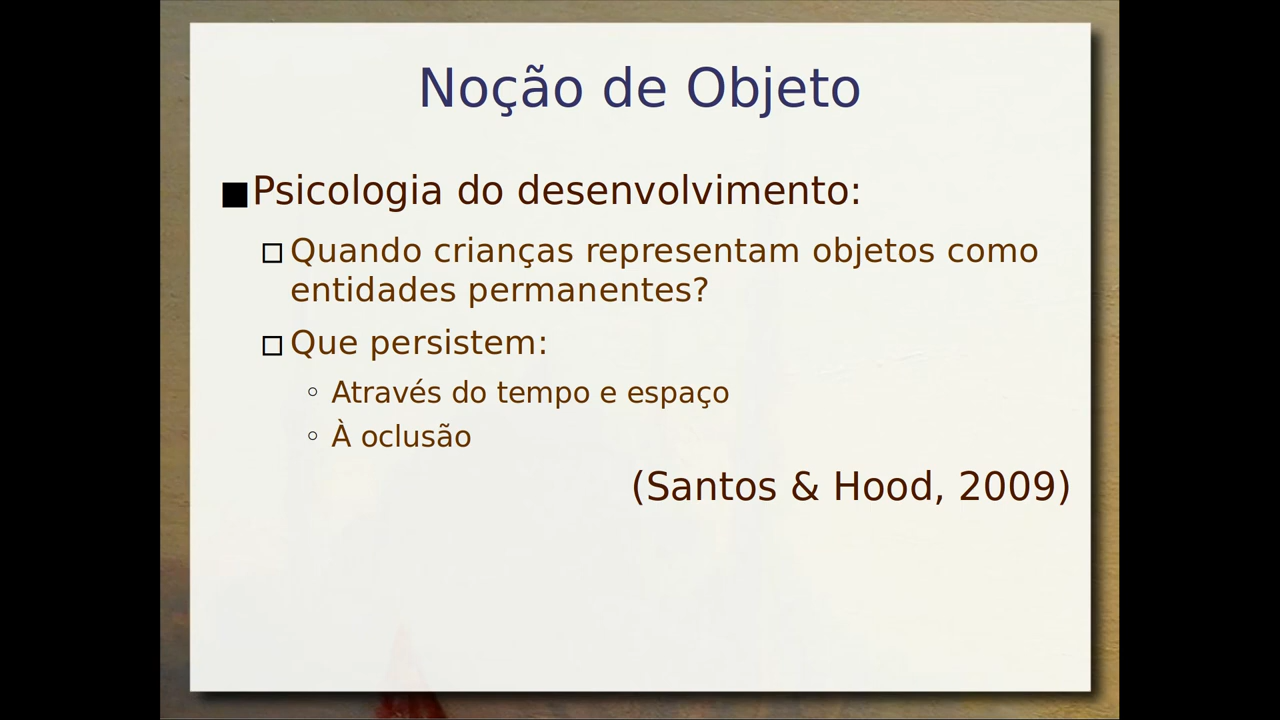 Noção de Objeto
Psicologia do desenvolvimento:
Quando crianças representam objetos como
entidades permanentes?
Que persistem:
Através do tempo e espaço
À oclusão
(Santos & Hood, 2009)